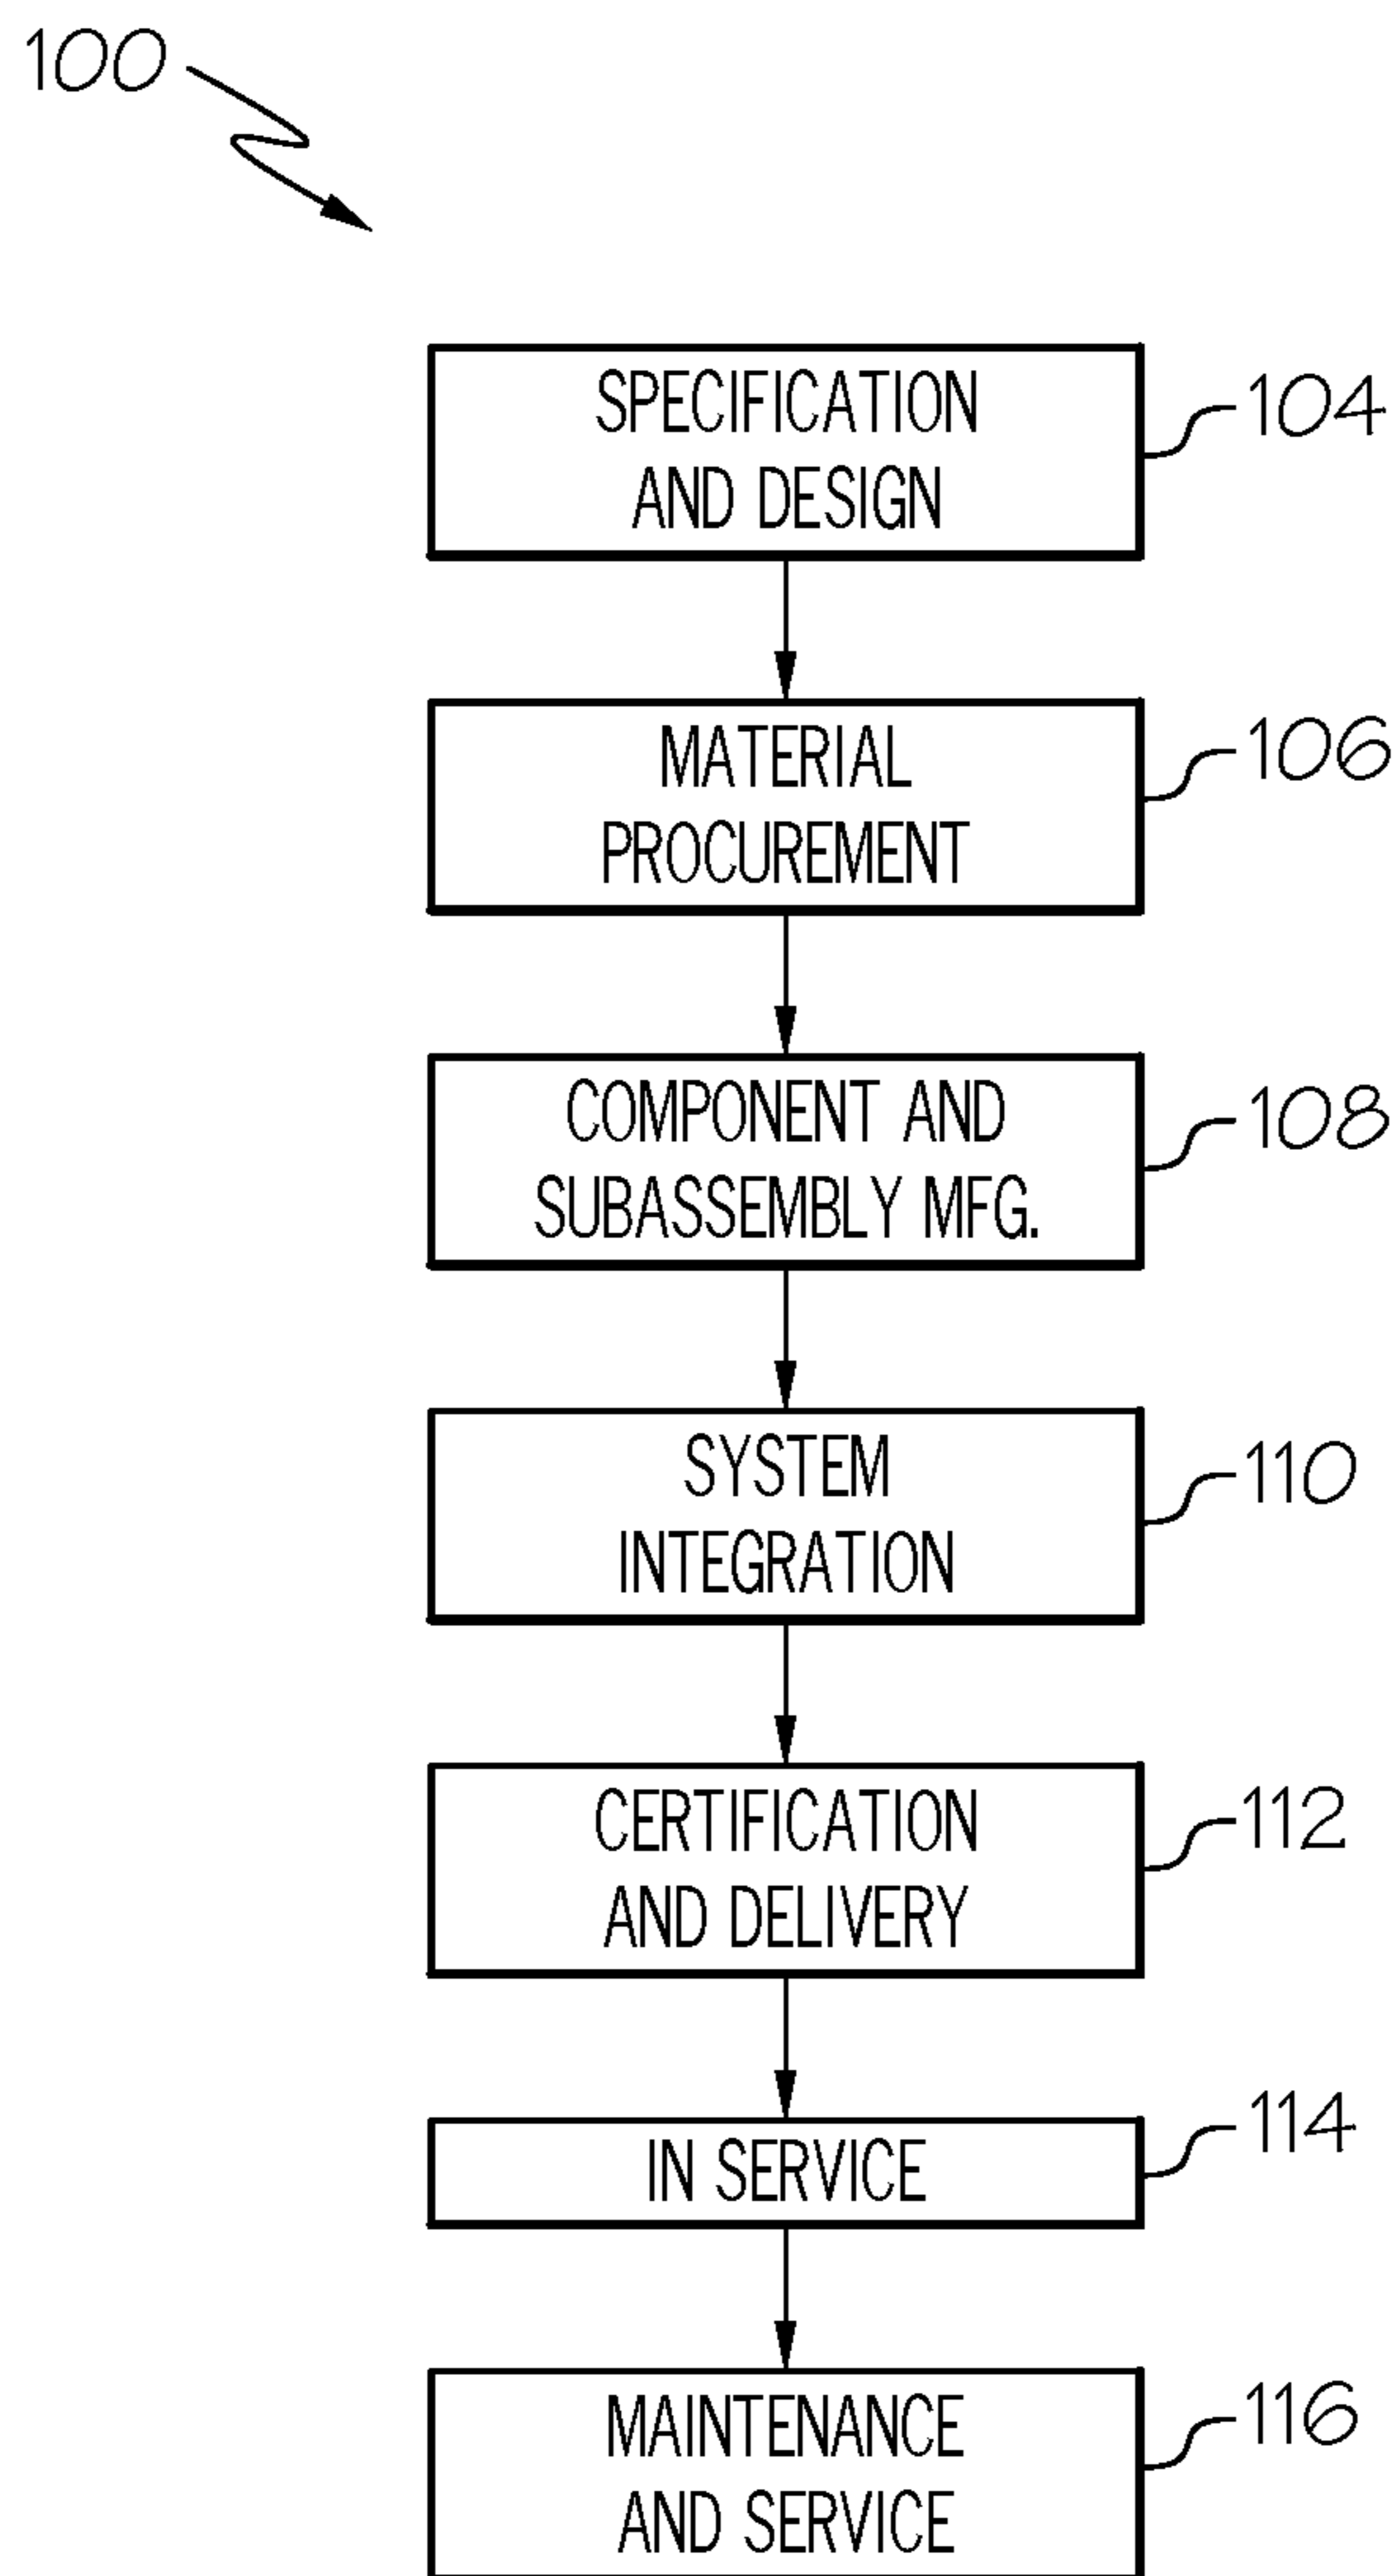 100
SPECIFICATION
AND DESIGN
104
MATERIAL
PROCUREMENT
106
COMPONENT AND
SUBASSEMBLY MFG.
108
SYSTEM
INTEGRATION
110
CERTIFICATION
AND DELIVERY
112
IN SERVICE
114
MAINTENANCE
AND SERVICE
116